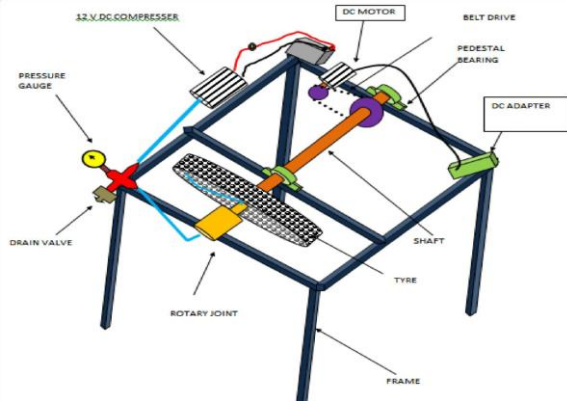 12 V DC COMPRESSER
DC MOTOR
BELT DRIVE
PEDESTAL
BEARING
PRESSURE
GAUGE
DC ADAPTER
DRAIN VALVE
SHAFT
TYRE
ROTARY JOINT
FRAME